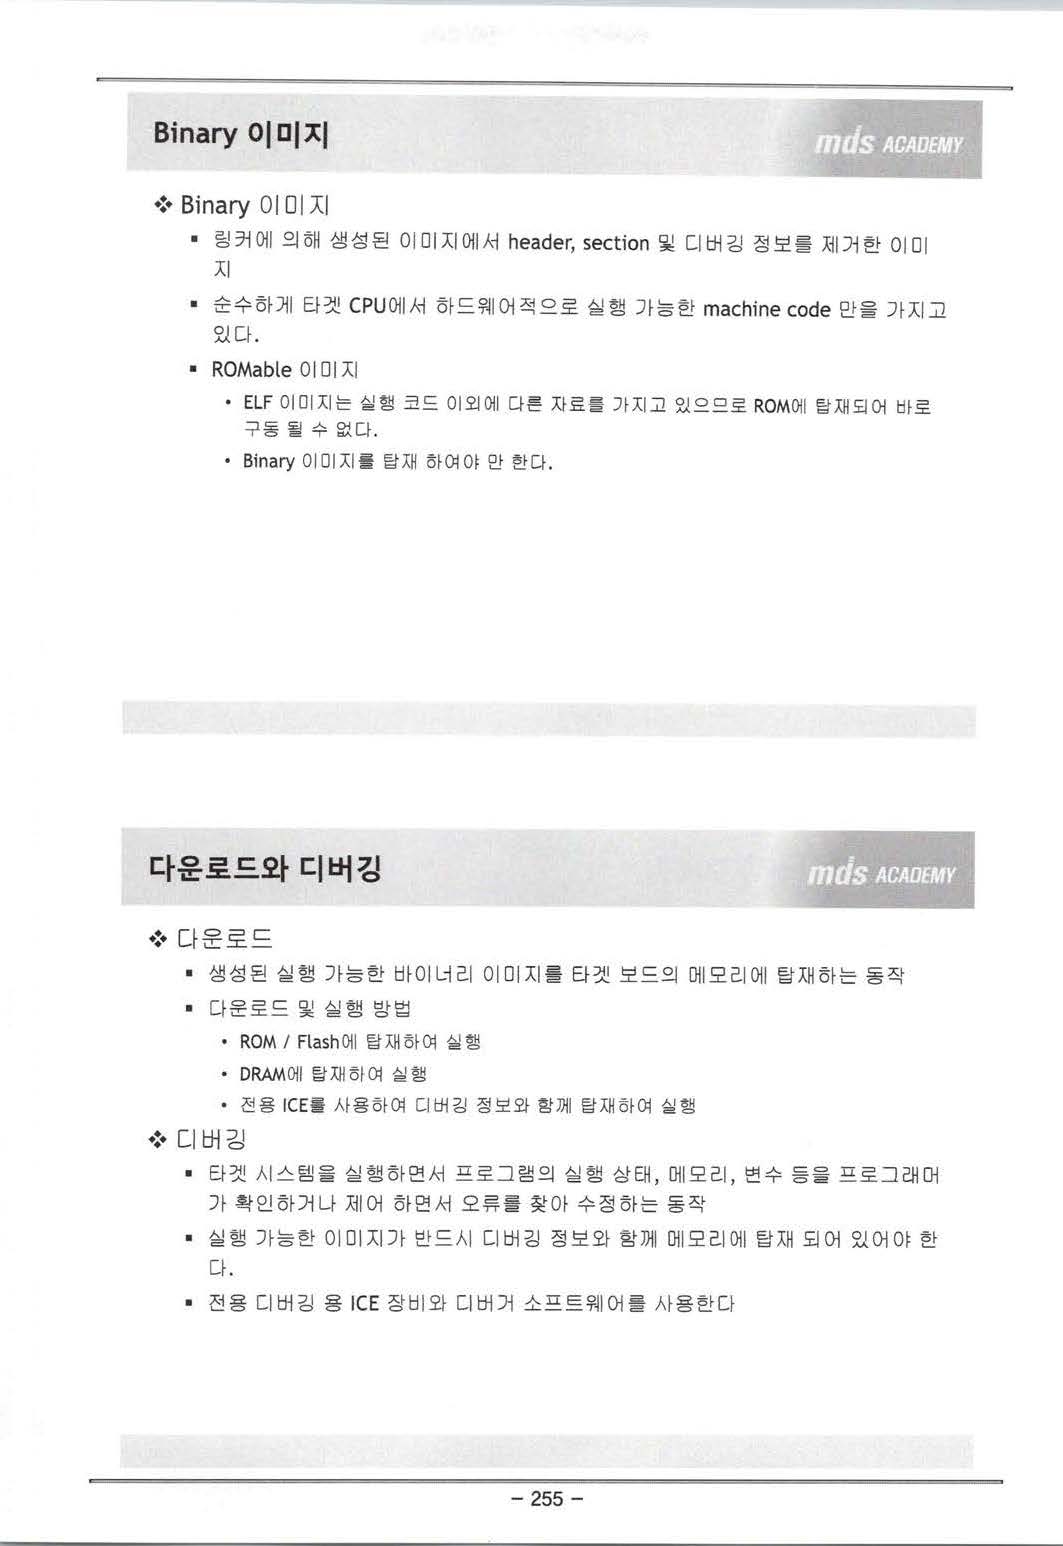 Binary 이미지
mds ACADEMY
❖ Binary 이미지
▪ 링커에 의해 생성된 이미지에서 header, section 및 디버깅 정보를 제거한 이미
지
▪ 순수하게 타겟 CPU에서 하드웨어적으로 실행 가능한 machine code 만을 가지고
있다.
▪ ROMable 이미지
• ELF 이미지는 실행 코드 이외에 다른 자료를 가지고 있으므로 ROM에 탑재되어 바로
구동 될 수 없다.
• Binary 이미지를 탑재 하여야 만 한다.
다운로드와 디버깅
mds ACADEMY
❖ 다운로드
▪ 생성된 실행 가능한 바이너리 이미지를 타겟 보드의 메모리에 탑재하는 동작
▪ 다운로드 및 실행 방법
• ROM / Flash에 탑재하여 실행
• DRAM에 탑재하여 실행
• 전용 ICE를 사용하여 디버깅 정보와 함께 탑재하여 실행
❖ 디버깅
▪ 타겟 시스템을 실행하면서 프로그램의 실행 상태, 메모리, 변수 등을 프로그래머
가 확인하거나 제어 하면서 오류를 찾아 수정하는 동작
▪ 실행 가능한 이미지가 반드시 디버깅 정보와 함께 메모리에 탑재 되어 있어야 한
다.
▪ 전용 디버깅 용 ICE 장비와 디버거 소프트웨어를 사용한다
- 255 -